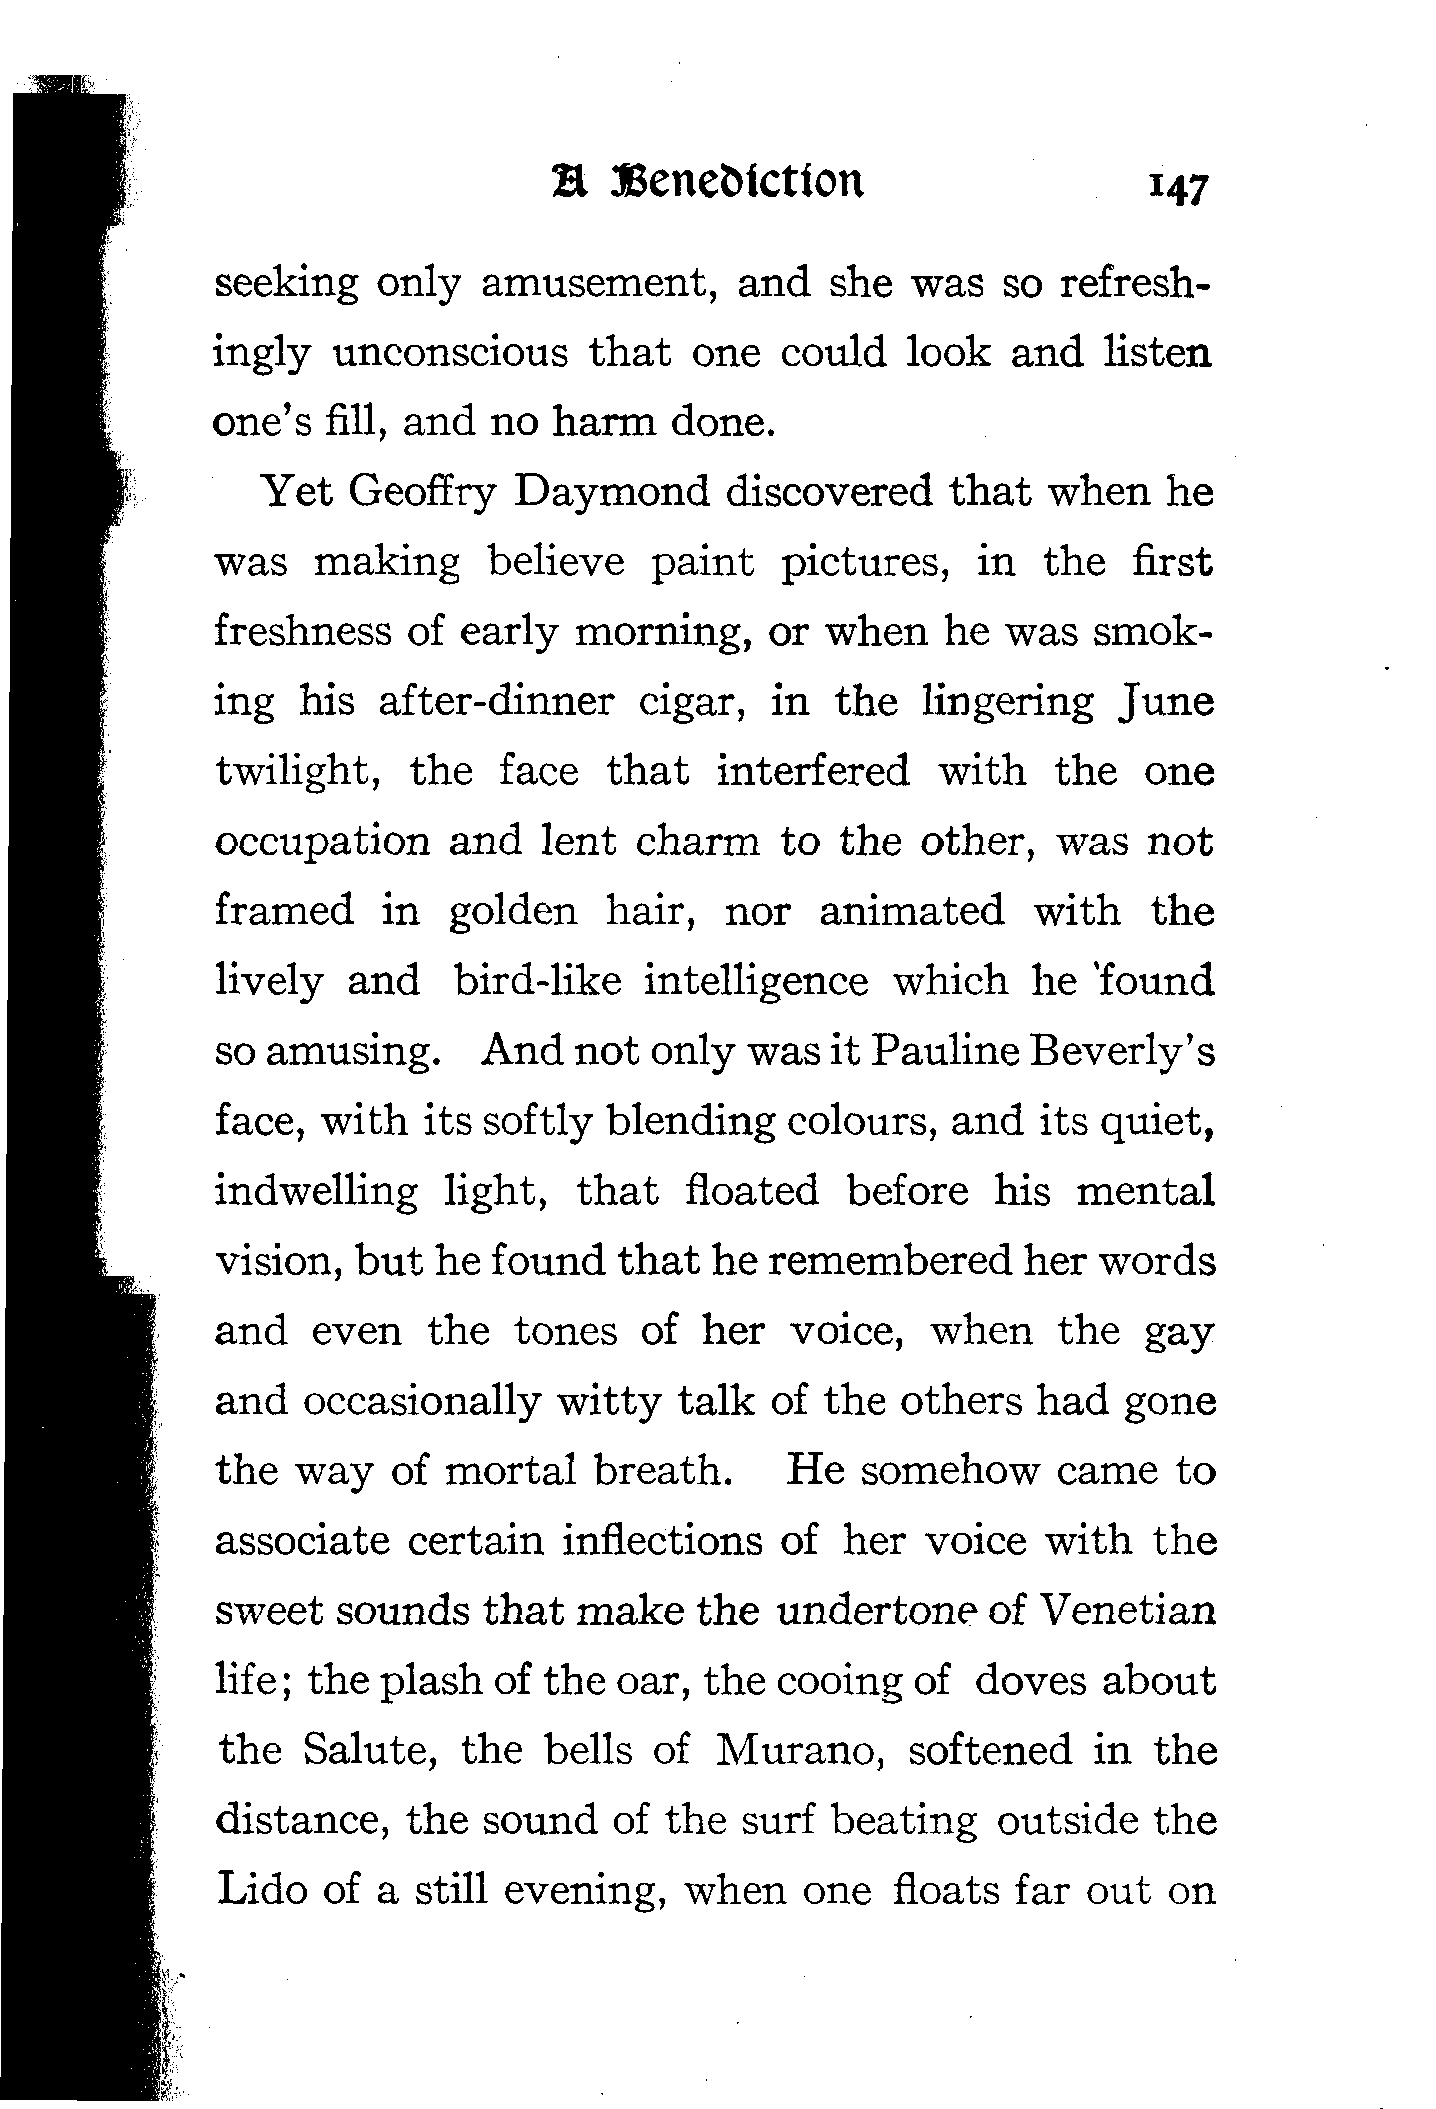 A Benediction 147
seeking only amusement, and she was so refresh-
ingly unconscious that one could look and listen
one's fill, and no harm done.
Yet Geoffry Daymond discovered that when he
was making believe paint pictures, in the first
freshness of early morning, or when he was smok-
ing his after-dinner cigar, in the lingering June
twilight, the face that interfered with the one
occupation and lent charm to the other, was not
framed in golden hair, nor animated with the
lively and bird-like intelligence which he 'found
so amusing. And not only was it Pauline Beverly's
face, with its softly blending colours, and its quiet,
indwelling light, that floated before his mental
vision, but he found that he remembered her words
and even the tones of her voice, when the gay
and occasionally witty talk of the others had gone
the way of mortal breath. He somehow came to
associate certain inflections of her voice with the
sweet sounds that make the undertone of Venetian
life; the plash of the oar, the cooing of doves about
the Salute, the bells of Murano, softened in the
distance, the sound of the surf beating outside the
Lido of a still evening, when one floats far out on